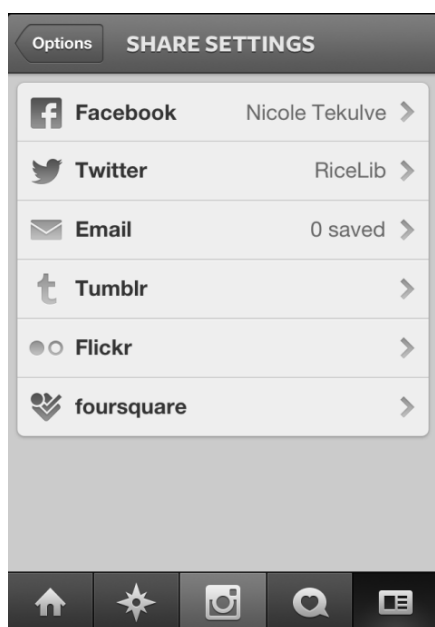 Options SHARE SETTINGS
Facebook Nicole Tekulve
Twitter RiceLib
Email 0 saved
Tumblr
Flickr
foursquare